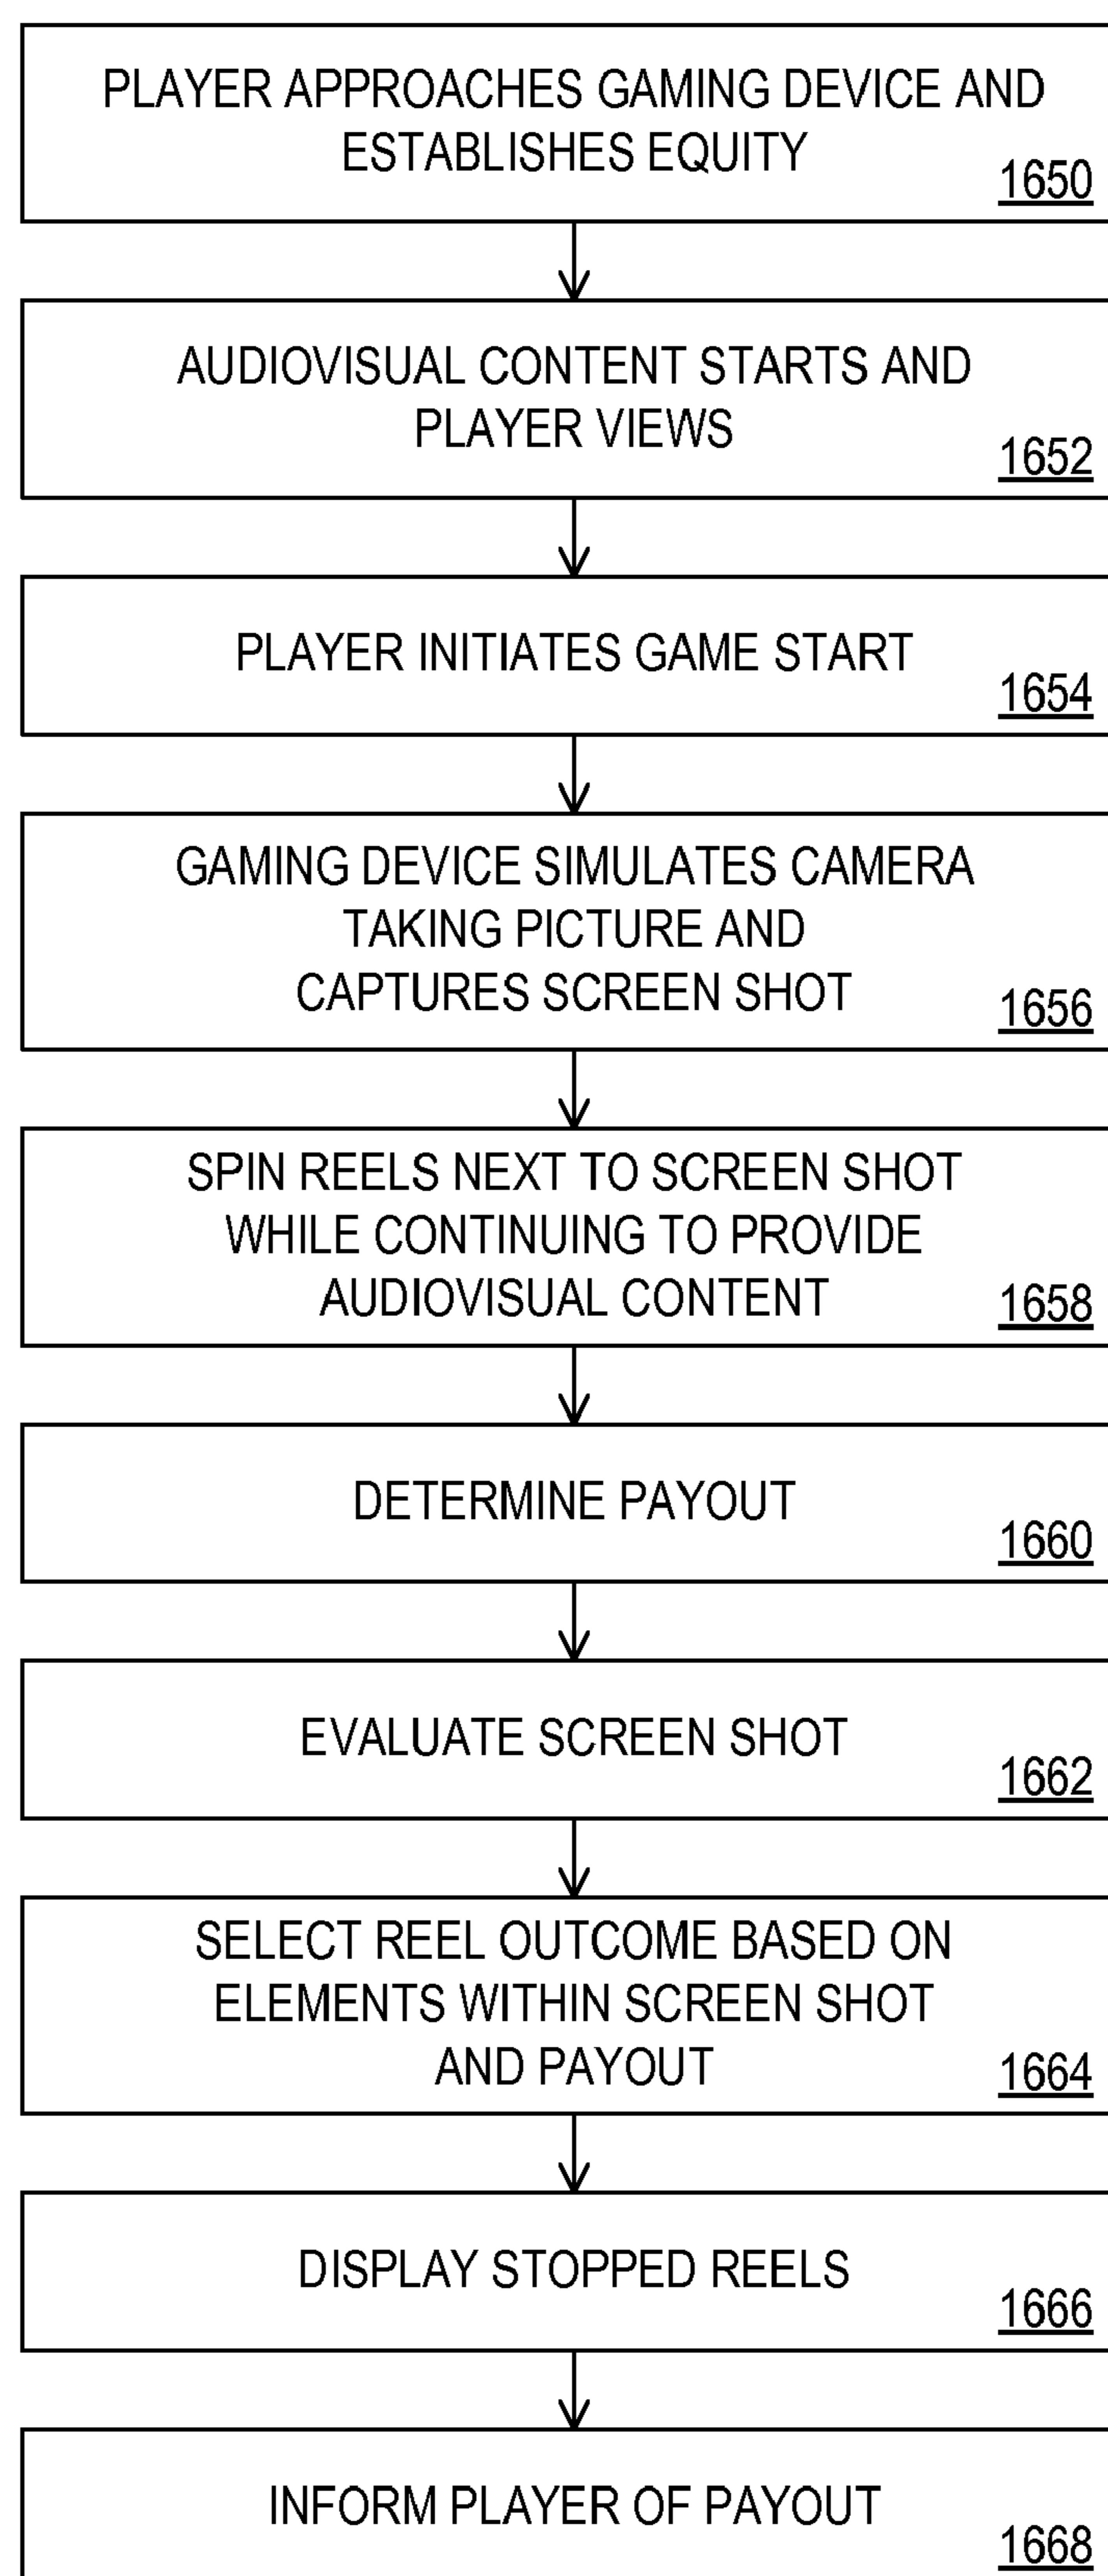 PLAYER APPROACHES GAMING DEVICE AND
ESTABLISHES EQUITY
1650
AUDIOVISUAL CONTENT STARTS AND
PLAYER VIEWS
1652
PLAYER INITIATES GAME START
1654
GAMING DEVICE SIMULATES CAMERA
TAKING PICTURE AND
CAPTURES SCREEN SHOT
1656
SPIN REELS NEXT TO SCREEN SHOT
WHILE CONTINUING TO PROVIDE
AUDIOVISUAL CONTENT
1658
DETERMINE PAYOUT
1660
EVALUATE SCREEN SHOT
1662
SELECT REEL OUTCOME BASED ON
ELEMENTS WITHIN SCREEN SHOT
AND PAYOUT
1664
DISPLAY STOPPED REELS
1666
INFORM PLAYER OF PAYOUT
1668